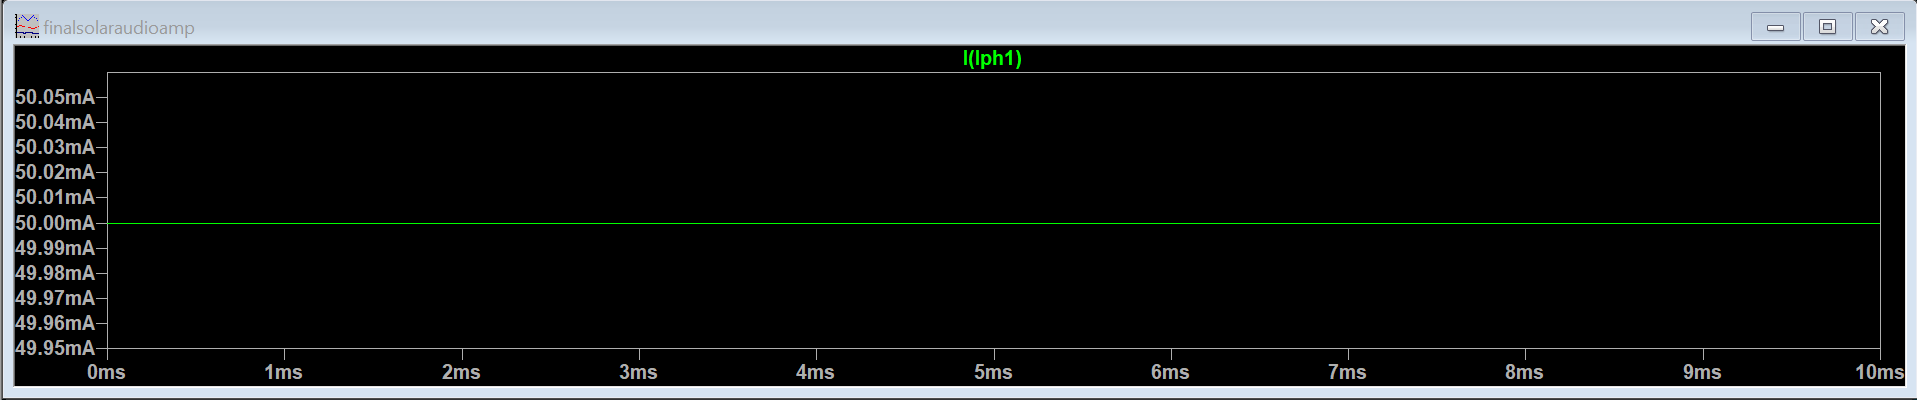 finalsolaraudioamp
I(Iph1)
50.05mA
50.04mA
50.03mA
50.02mA
50.01mA
50.00mA
49.99mA
49.98mA
49.97mA
49.96mA
49.95mA
0ms 1ms 2ms 3ms 4ms 5ms 6ms 7ms 8ms 9ms 10ms